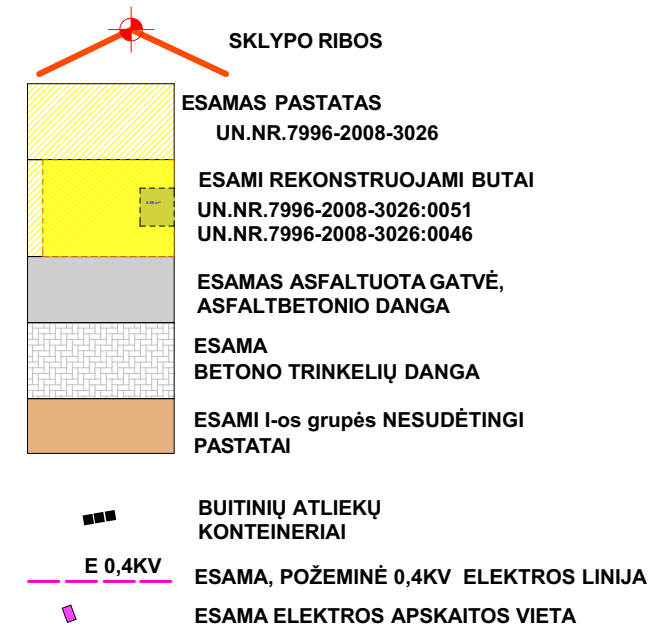 SKLYPO RIBOS
ESAMAS PASTATAS
UN.NR.7996-2008-3026
ESAMI REKONSTRUOJAMI BUTAI
UN.NR.7996-2008-3026:0051
UN.NR.7996-2008-3026:0046
ESAMAS ASFALTUOTA GATVĖ,
ASFALTBETONIO DANGA
ESAMA
BETONO TRINKELIŲ DANGA
ESAMI I-os grupės NESUDĖTINGI
PASTATAI
BUITINIŲ ATLIEKŲ
KONTEINERIAI
E 0,4KV
ESAMA, POŽEMINĖ 0,4KV ELEKTROS LINIJA
ESAMA ELEKTROS APSKAITOS VIETA